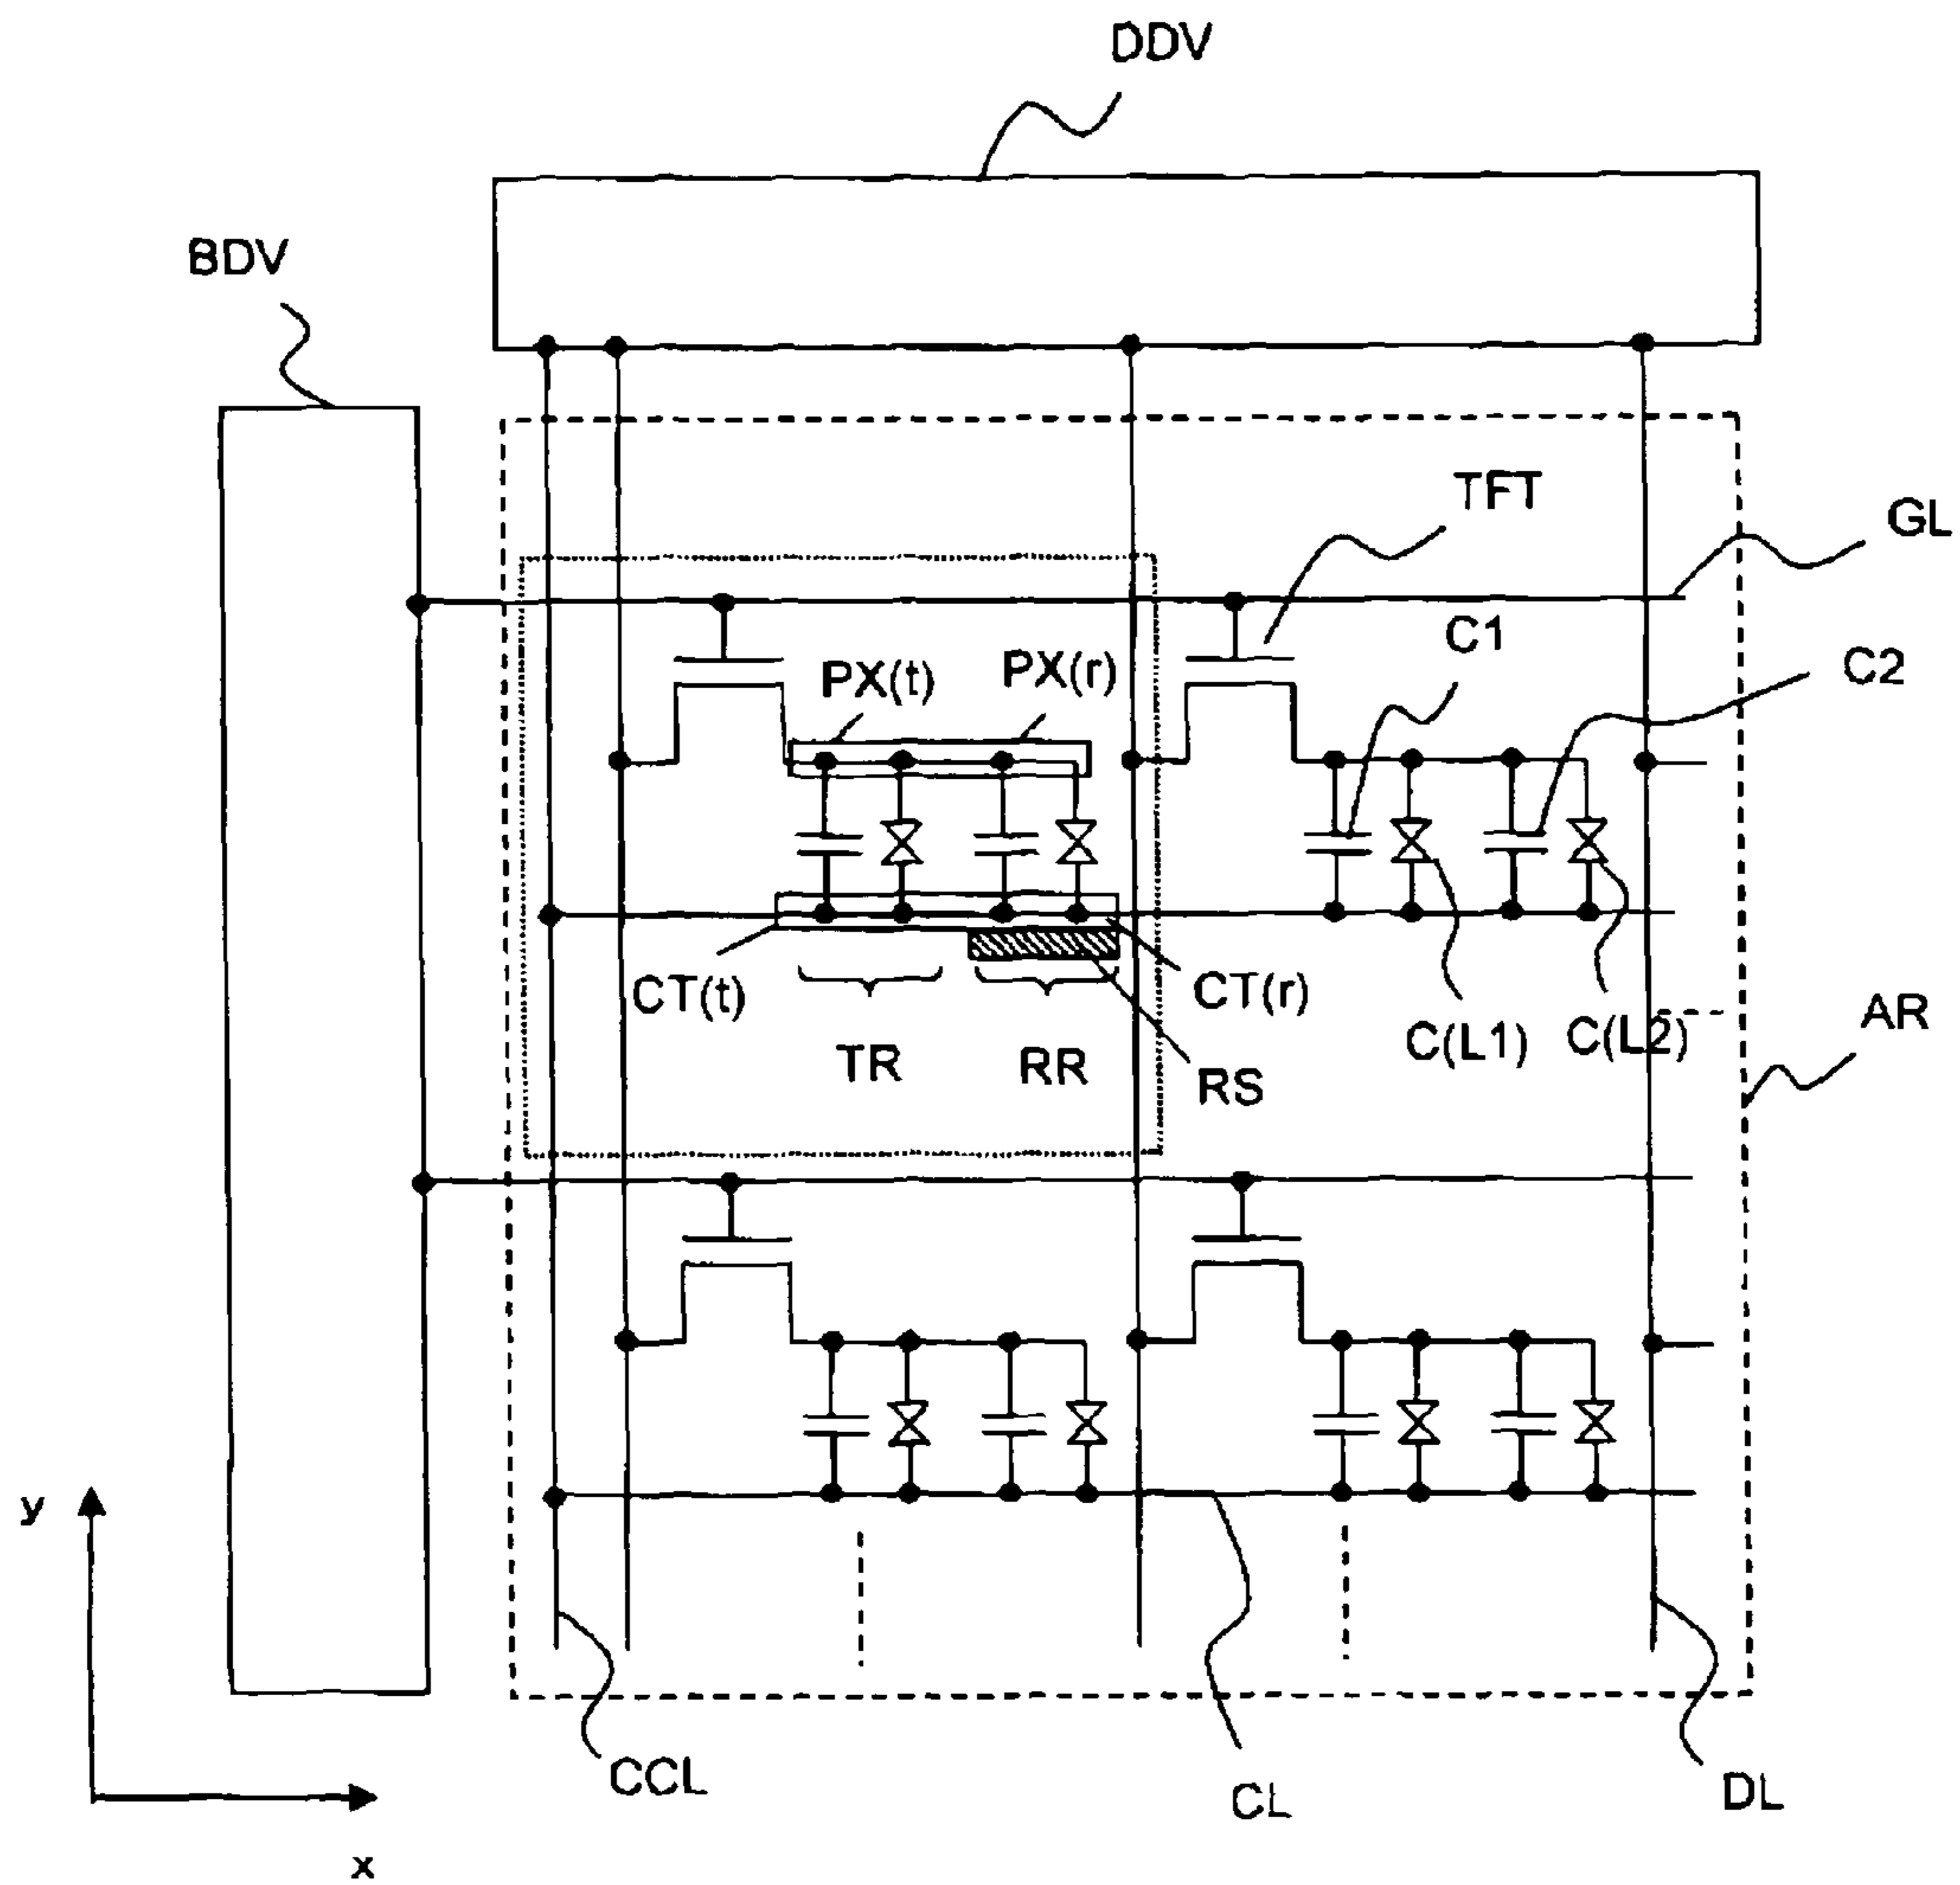 DDV
BDV
TFT
GL
C1
C2
PX(t)
PX(r)
CT(t)
CT(r)
TR
RR
RS
C(L1)
C(L2)
AR
y
x
CCL
CL
DL